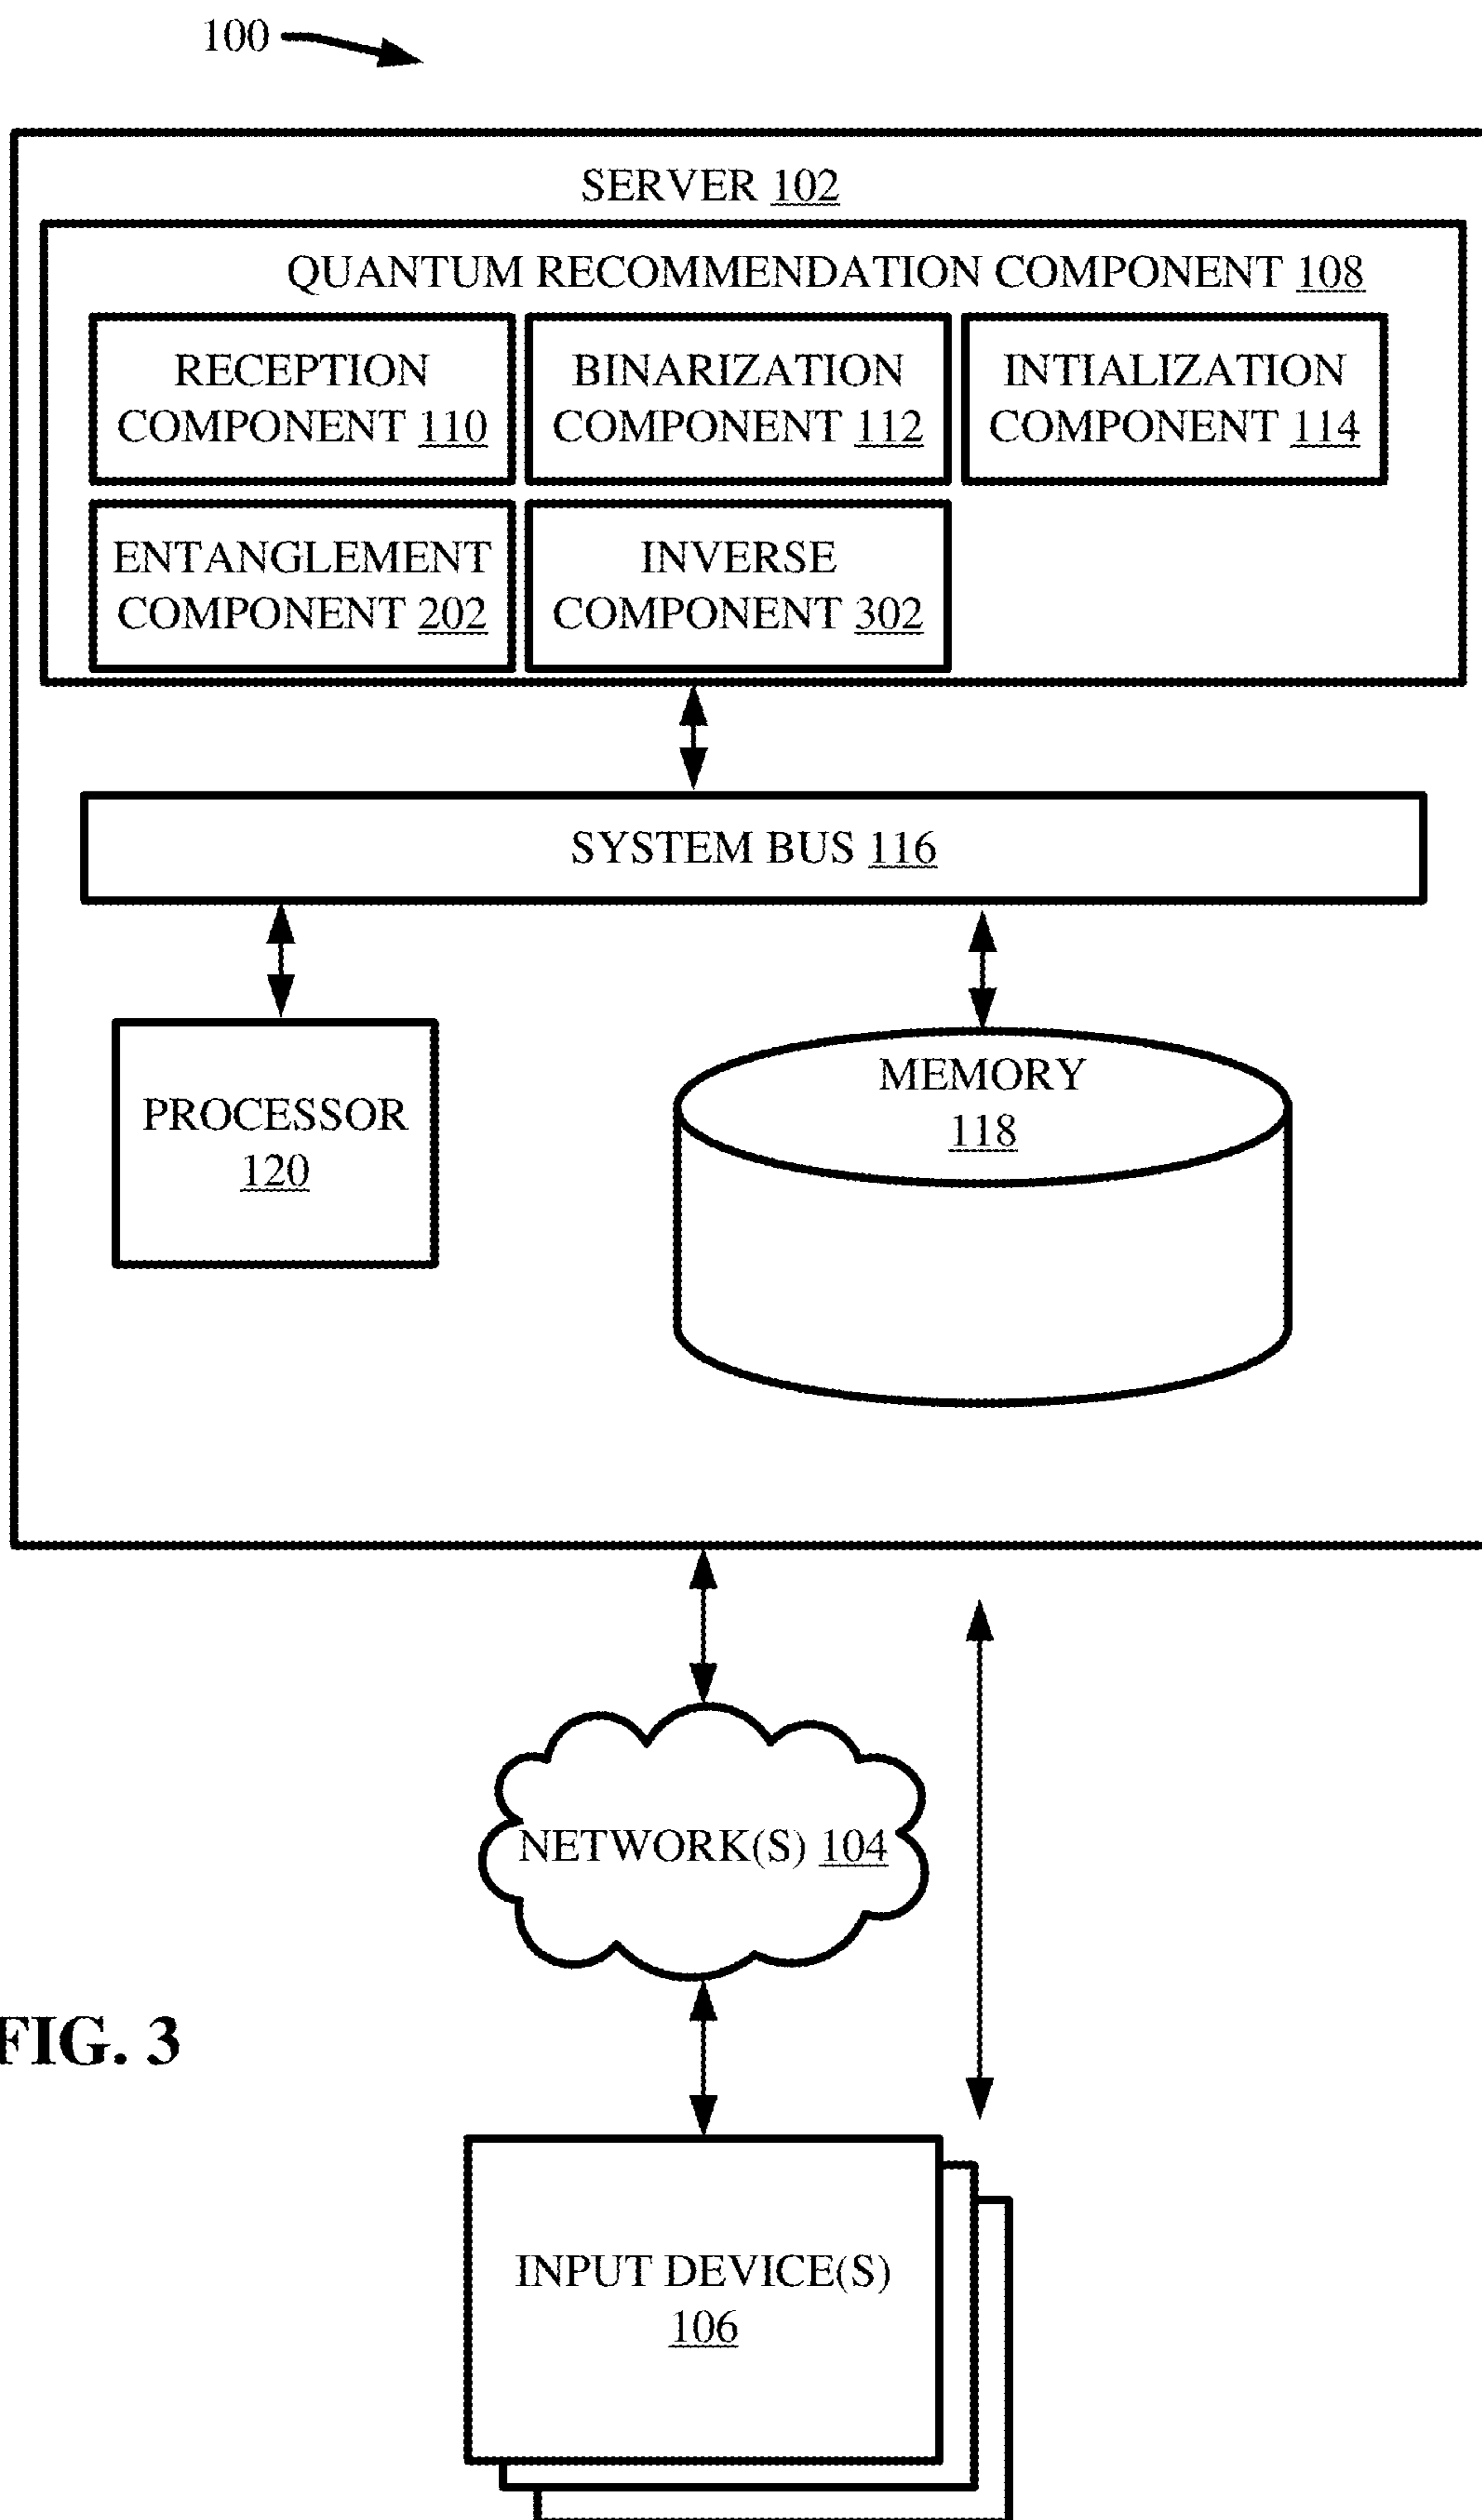 100
SERVER 102
QUANTUM RECOMMENDATION COMPONENT 108
RECEPTION
COMPONENT 110
BINARIZATION
COMPONENT 112
INTIALIZATION
COMPONENT 114
ENTANGLEMENT
COMPONENT 202
INVERSE
COMPONENT 302
SYSTEM BUS 116
PROCESSOR
120
MEMORY
118
NETWORK(S) 104
FIG. 3
INPUT DEVICE(S)
106